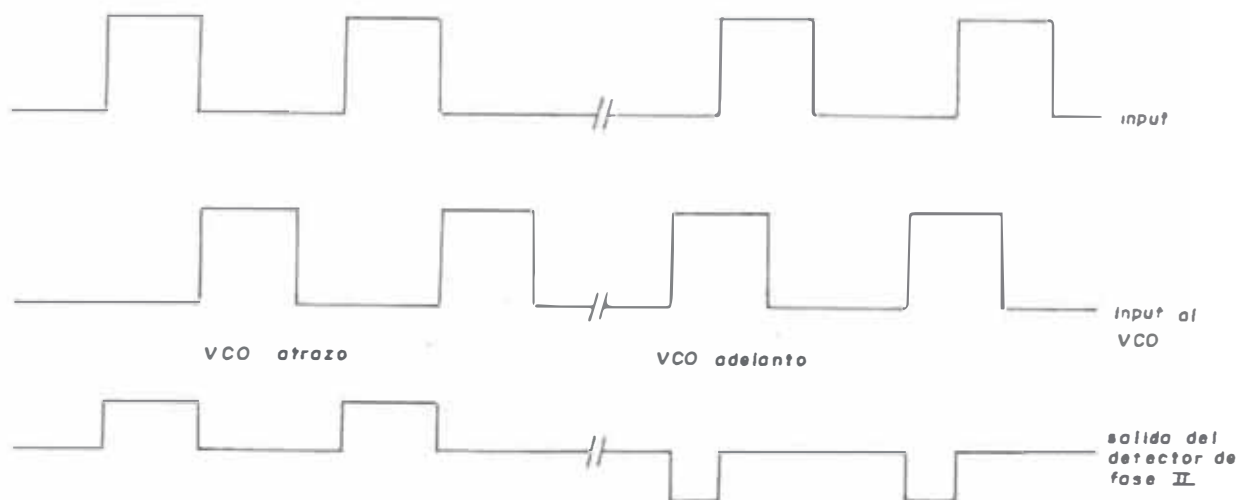 input
input al
VCO
VCO atrazo
VCO adelanto
salida del
detector de
fase II